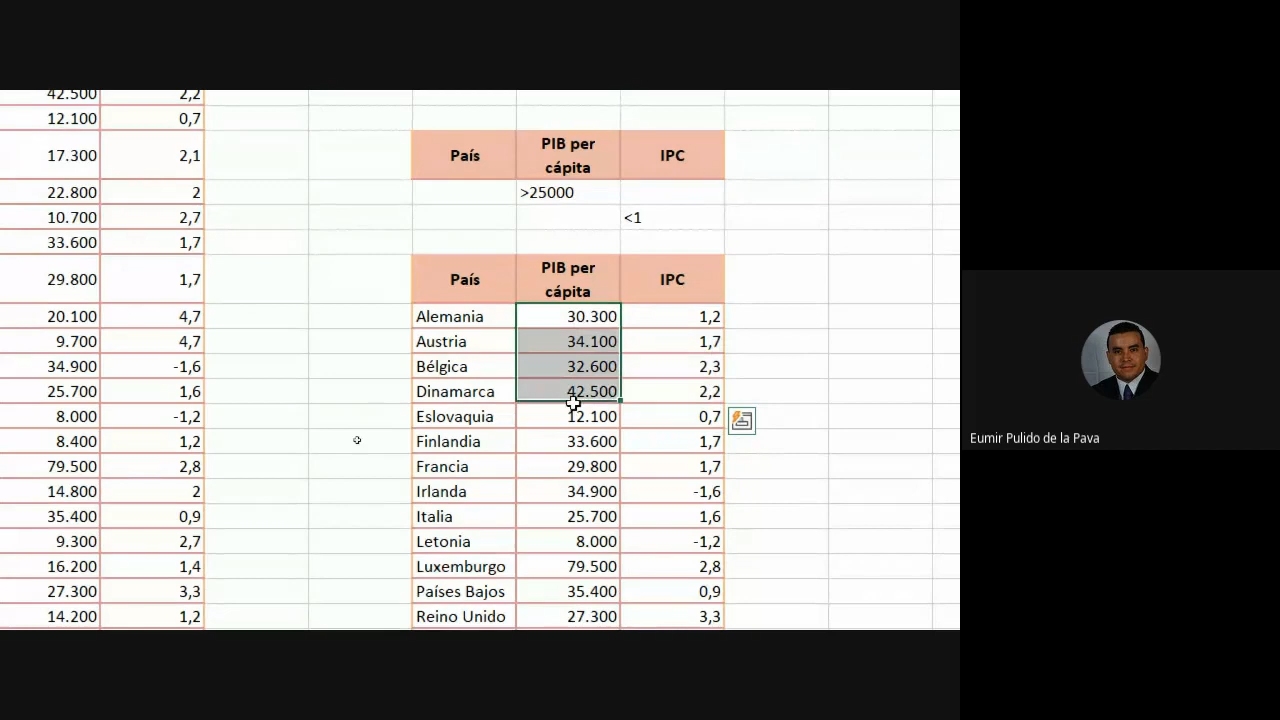 42.500 2,2
12.100 0,7
País PIB per cápita IPC
17.300 2,1
22.800 2 >25000
10.700 2,7 <1
33.600 1,7
País PIB per cápita IPC
29.800 1,7
20.100 4,7 Alemania 30.300 1,2
9.700 4,7 Austria 34.100 1,7
34.900 -1,6 Bélgica 32.600 2,3
25.700 1,6 Dinamarca 42.500 2,2
8.000 -1,2 Eslovaquia 12.100 0,7
8.400 1,2 Finlandia 33.600 1,7
79.500 2,8 Francia 29.800 1,7
14.800 2 Irlanda 34.900 -1,6
35.400 0,9 Italia 25.700 1,6
9.300 2,7 Letonia 8.000 -1,2
16.200 1,4 Luxemburgo 79.500 2,8
27.300 3,3 Países Bajos 35.400 0,9
14.200 1,2 Reino Unido 27.300 3,3
Eumir Pulido de la Pava